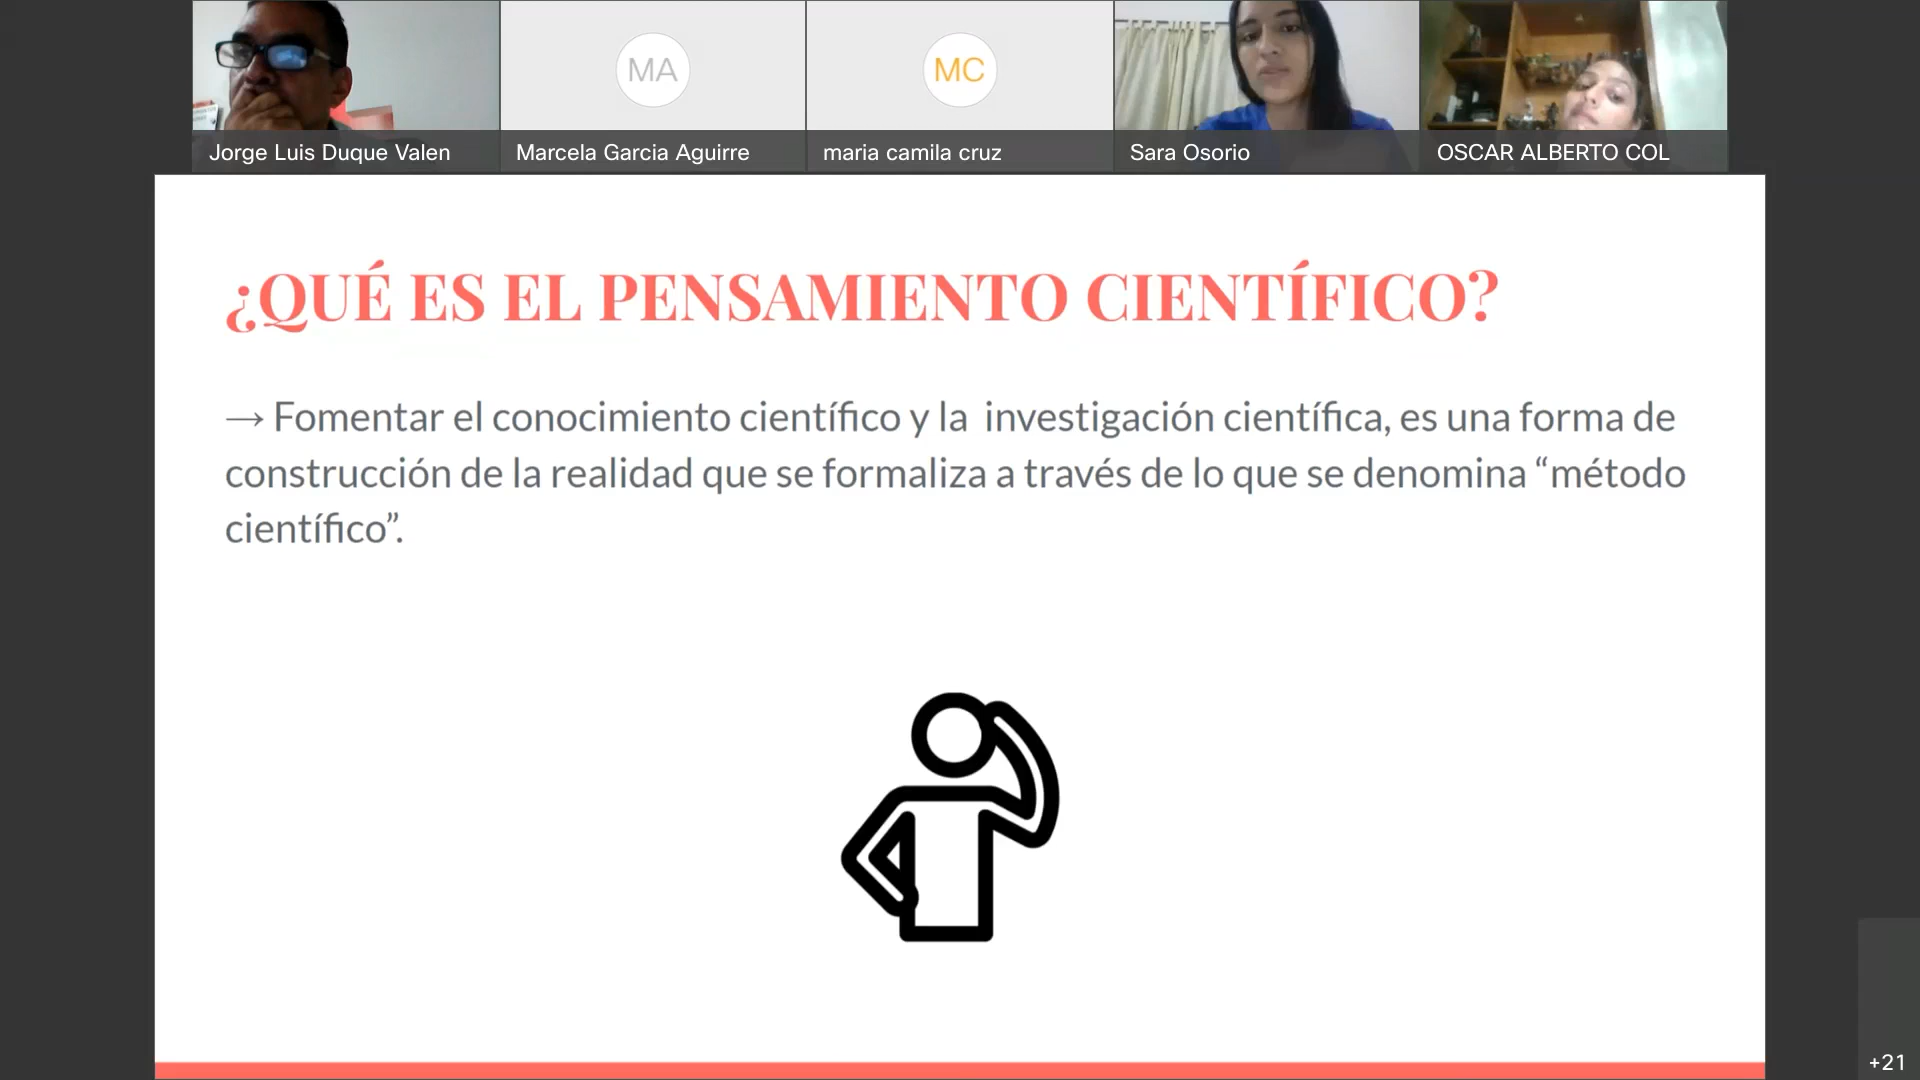 MA
MC
Jorge Luis Duque Valen
Marcela Garcia Aguirre
maria camila cruz
Sara Osorio
OSCAR ALBERTO COL
¿QUÉ ES EL PENSAMIENTO CIENTÍFICO?
→ Fomentar el conocimiento científico y la investigación científica, es una forma de
construcción de la realidad que se formaliza a través de lo que se denomina “método
científico”.
+21